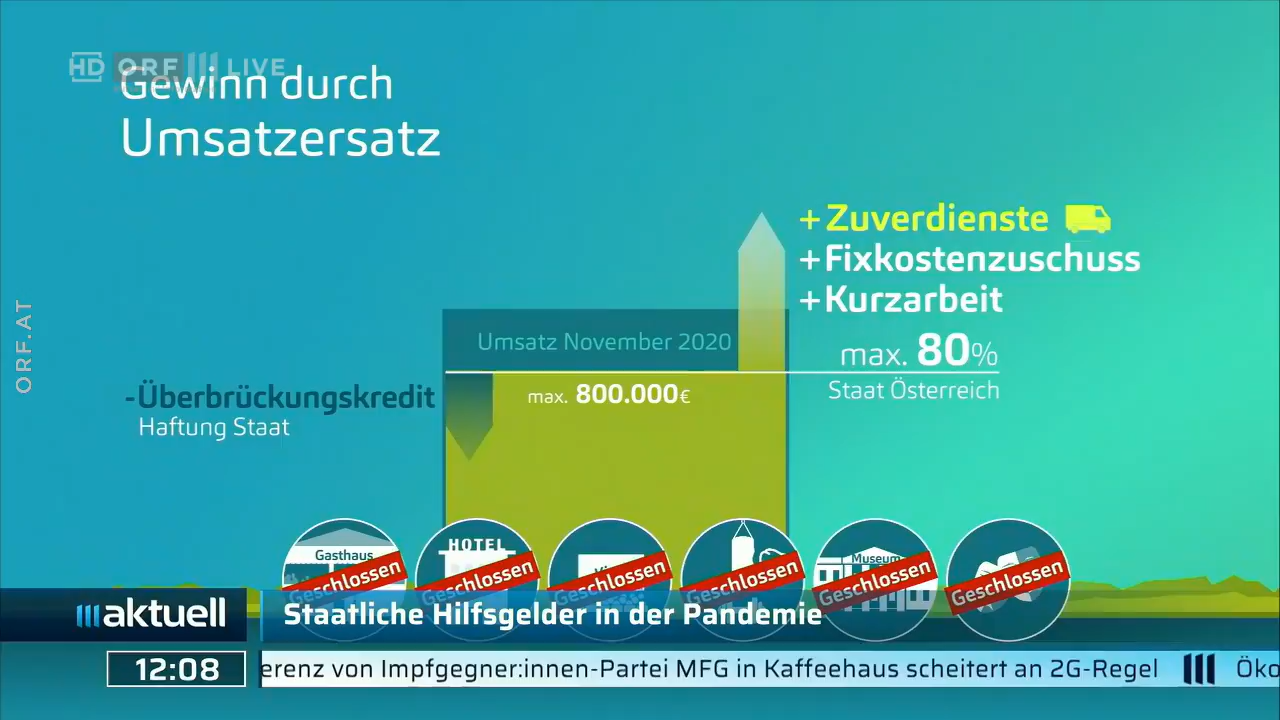 HD ORF III LIVE
Gewinn durch
Umsatzersatz
+Zuverdienste
+Fixkostenzuschuss
+Kurzarbeit
Umsatz November 2020
max. 80%
-Überbrückungskredit
max. 800.000€
Staat Österreich
Haftung Staat
ORF.AT
Gasthaus
HOTEL
Museum
Geschlossen
Geschlossen
Geschlossen
Geschlossen
Geschlossen
Geschlossen
III aktuell
Staatliche Hilfsgelder in der Pandemie
12:08
erenz von Impfgegner:innen-Partei MFG in Kaffeehaus scheitert an 2G-Regel III Öko